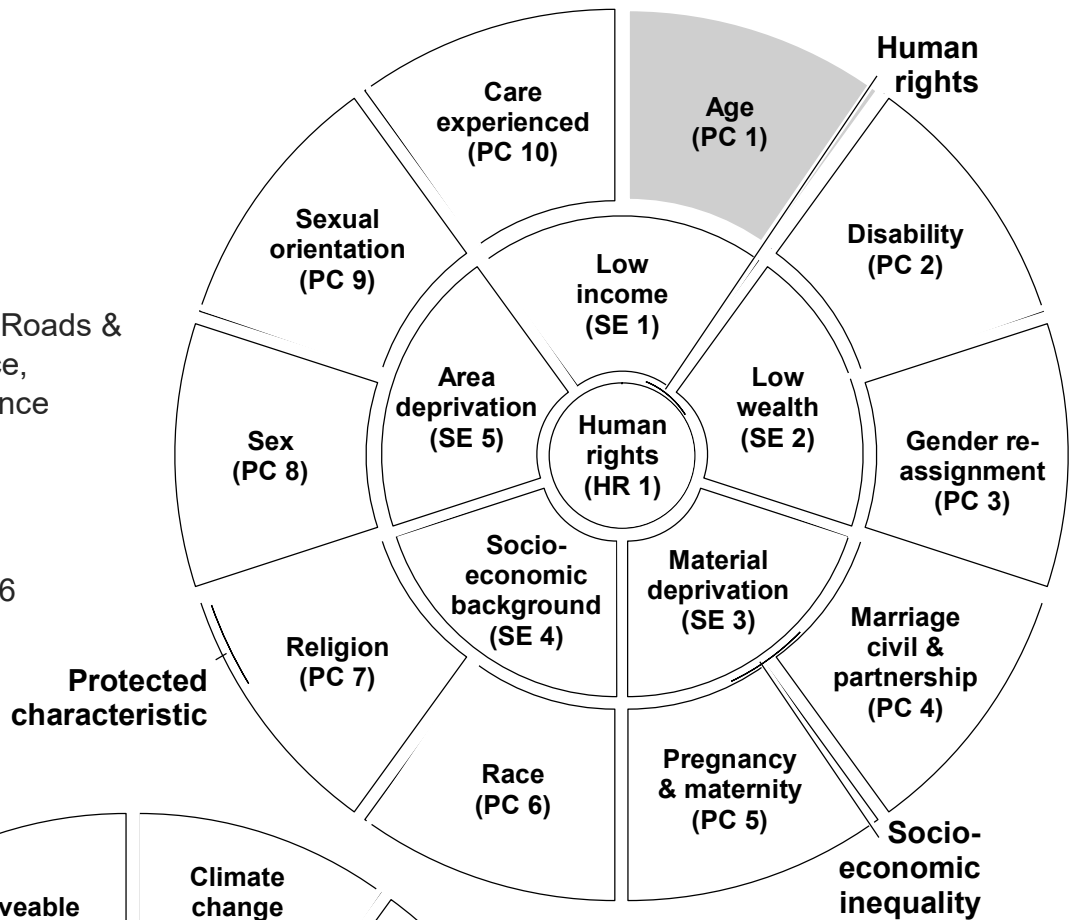 Human
rights
Care
experienced
(PC 10)
Age
(PC 1)
Sexual
orientation
(PC 9)
Disability
(PC 2)
Low
income
(SE 1)
Roads &
ce,
nce
Area
deprivation
(SE 5)
Low
wealth
(SE 2)
Human
rights
(HR 1)
Sex
(PC 8)
Gender re-
assignment
(PC 3)
Socio-
economic
background
(SE 4)
Material
deprivation
(SE 3)
6
Religion
(PC 7)
Marriage
civil &
partnership
(PC 4)
Protected
characteristic
Race
(PC 6)
Pregnancy
& maternity
(PC 5)
Socio-
economic
inequality
Climate
change
veable